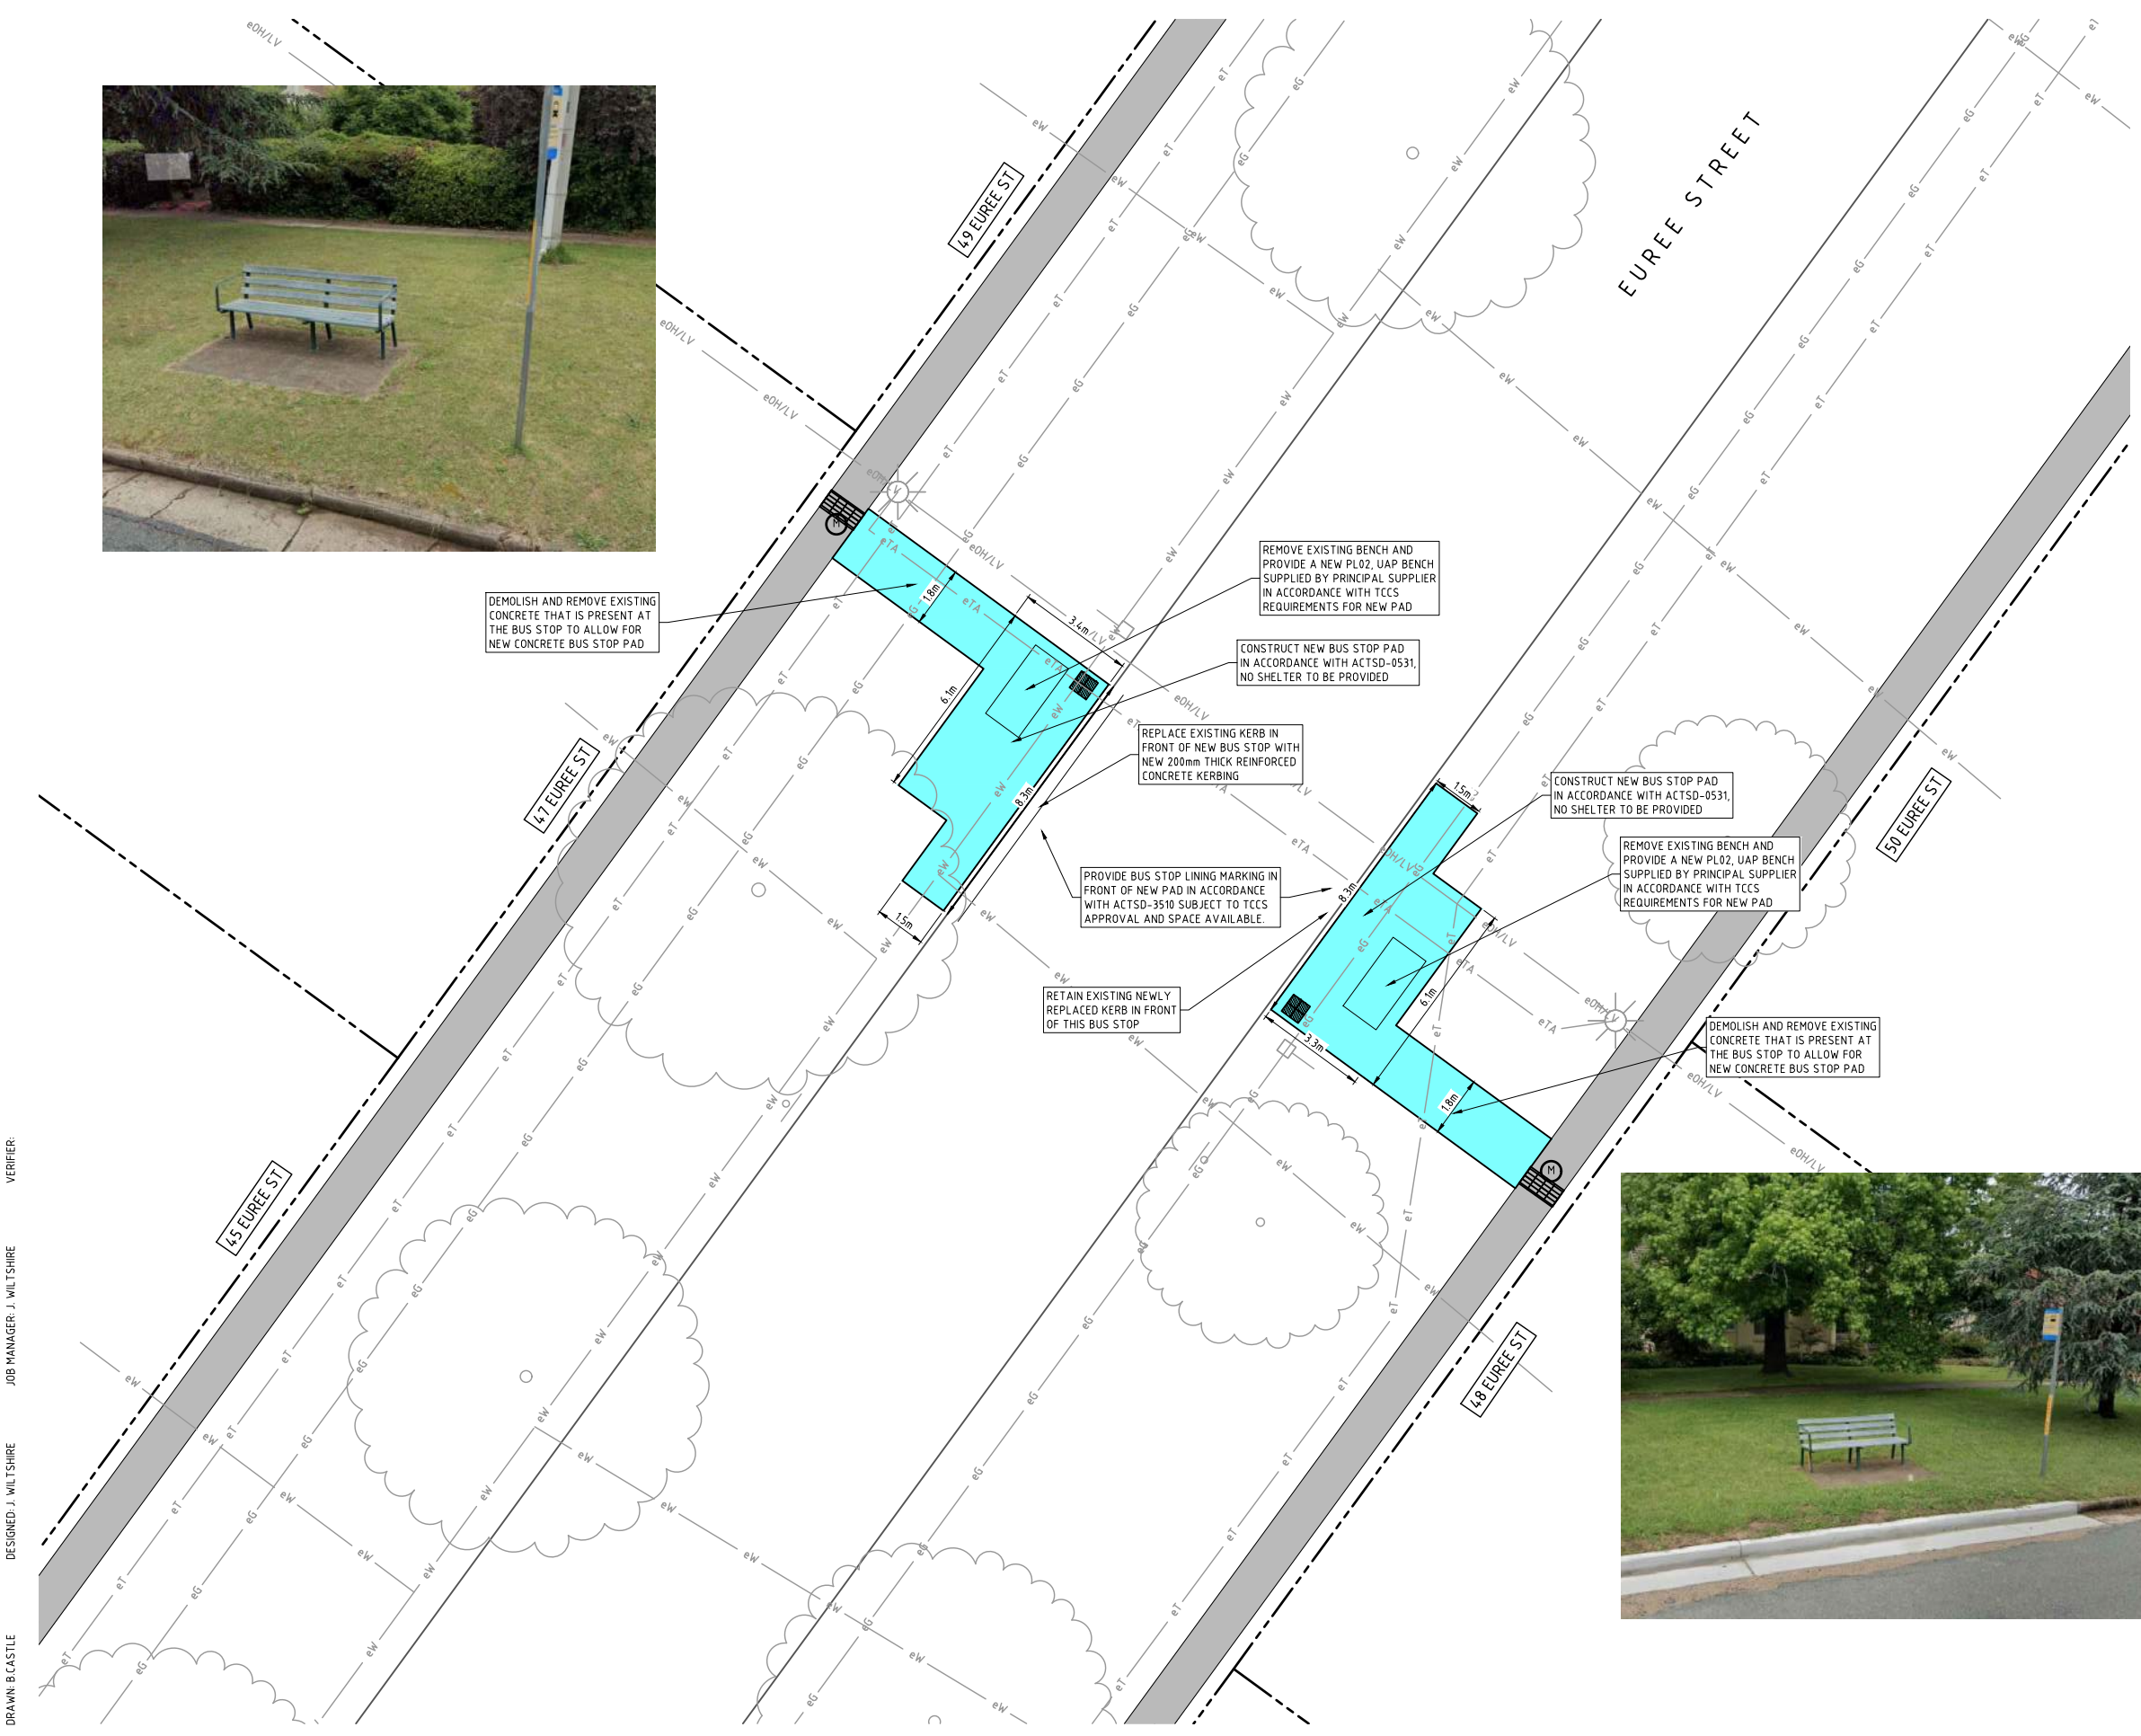 EUREE STREET
49 EUREE ST
47 EUREE ST
45 EUREE ST
50 EUREE ST
48 EUREE ST
DEMOLISH AND REMOVE EXISTING
CONCRETE THAT IS PRESENT AT
THE BUS STOP TO ALLOW FOR
NEW CONCRETE BUS STOP PAD
REMOVE EXISTING BENCH AND
PROVIDE A NEW PL02, UAP BENCH
SUPPLIED BY PRINCIPAL SUPPLIER
IN ACCORDANCE WITH TCCS
REQUIREMENTS FOR NEW PAD
CONSTRUCT NEW BUS STOP PAD
IN ACCORDANCE WITH ACTSD-0531,
NO SHELTER TO BE PROVIDED
REPLACE EXISTING KERB IN
FRONT OF NEW BUS STOP WITH
NEW 200mm THICK REINFORCED
CONCRETE KERBING
PROVIDE BUS STOP LINING MARKING IN
FRONT OF NEW PAD IN ACCORDANCE
WITH ACTSD-3510 SUBJECT TO TCCS
APPROVAL AND SPACE AVAILABLE.
RETAIN EXISTING NEWLY
REPLACED KERB IN FRONT
OF THIS BUS STOP
CONSTRUCT NEW BUS STOP PAD
IN ACCORDANCE WITH ACTSD-0531,
NO SHELTER TO BE PROVIDED
REMOVE EXISTING BENCH AND
PROVIDE A NEW PL02, UAP BENCH
SUPPLIED BY PRINCIPAL SUPPLIER
IN ACCORDANCE WITH TCCS
REQUIREMENTS FOR NEW PAD
DEMOLISH AND REMOVE EXISTING
CONCRETE THAT IS PRESENT AT
THE BUS STOP TO ALLOW FOR
NEW CONCRETE BUS STOP PAD
1.8m
3.4m
6.1m
8.3m
1.5m
1.5m
8.3m
6.1m
3.3m
1.8m
M
M
eOH/LV
eW
eG
eT
eTA
VERIFIER:
JOB MANAGER: J. WILTSHIRE
DESIGNED: J. WILTSHIRE
DRAWN: B.CASTLE